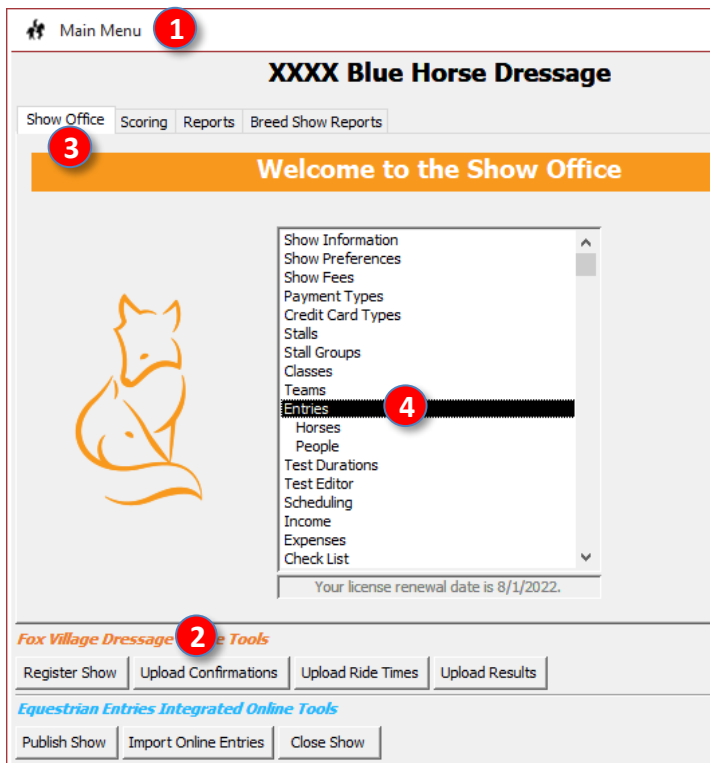 Main Menu 1
XXXX Blue Horse Dressage
Show Office Scoring Reports Breed Show Reports
3
Welcome to the Show Office
Show Information
Show Preferences
Show Fees
Payment Types
Credit Card Types
Stalls
Stall Groups
Classes
Teams
Entries 4
Horses
People
Test Durations
Test Editor
Scheduling
Income
Expenses
Check List
Your license renewal date is 8/1/2022.
Fox Village Dressage 2 e Tools
Register Show Upload Confirmations Upload Ride Times Upload Results
Equestrian Entries Integrated Online Tools
Publish Show Import Online Entries Close Show